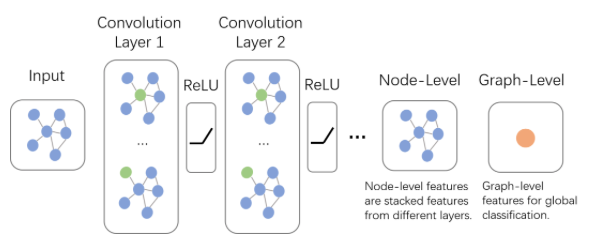 Input
Convolution
Layer 1
ReLU
Convolution
Layer 2
ReLU
Node-Level
Graph-Level
...
...
...
Node-level features
are stacked features
from different layers.
Graph-level
features for global
classification.